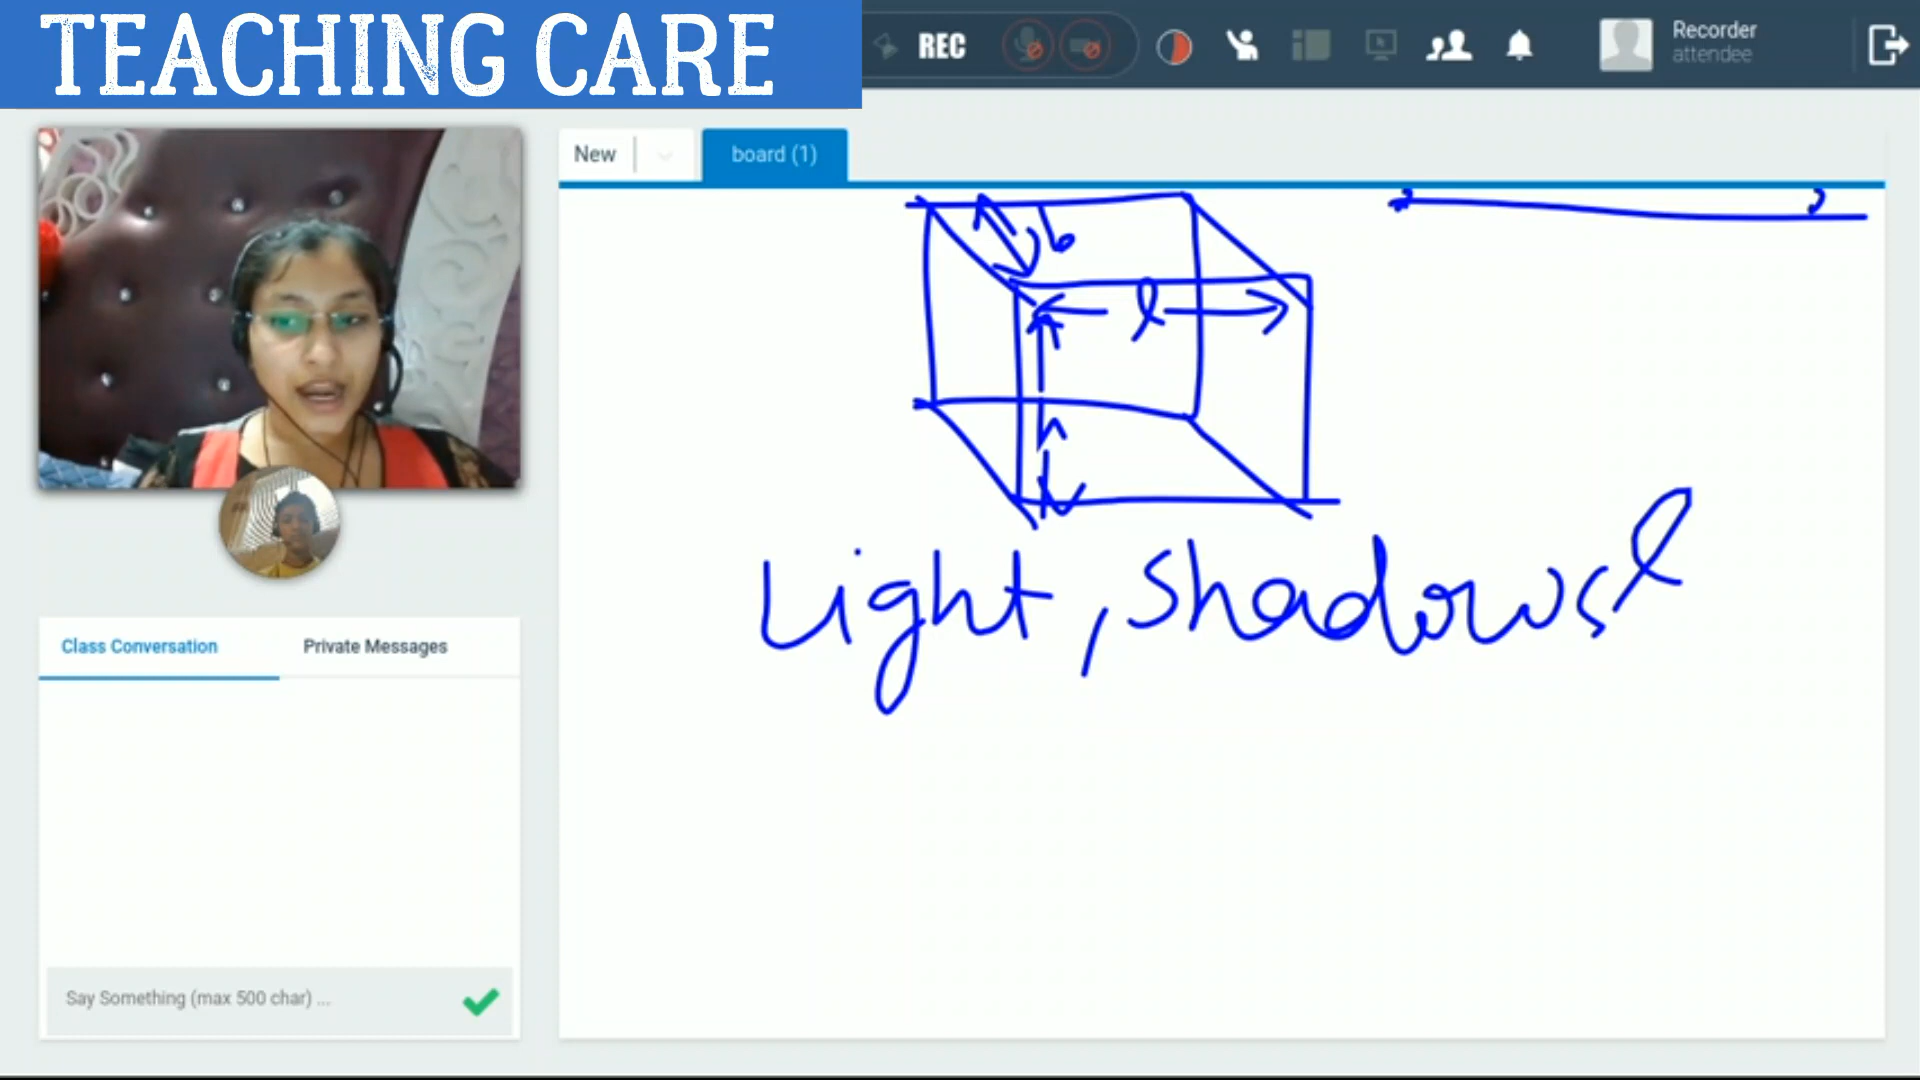 TEACHING CARE
REC
Recorder
attendee
New
board (1)
b
l
h
Light, Shadows
Class Conversation
Private Messages
Say Something (max 500 char) ...